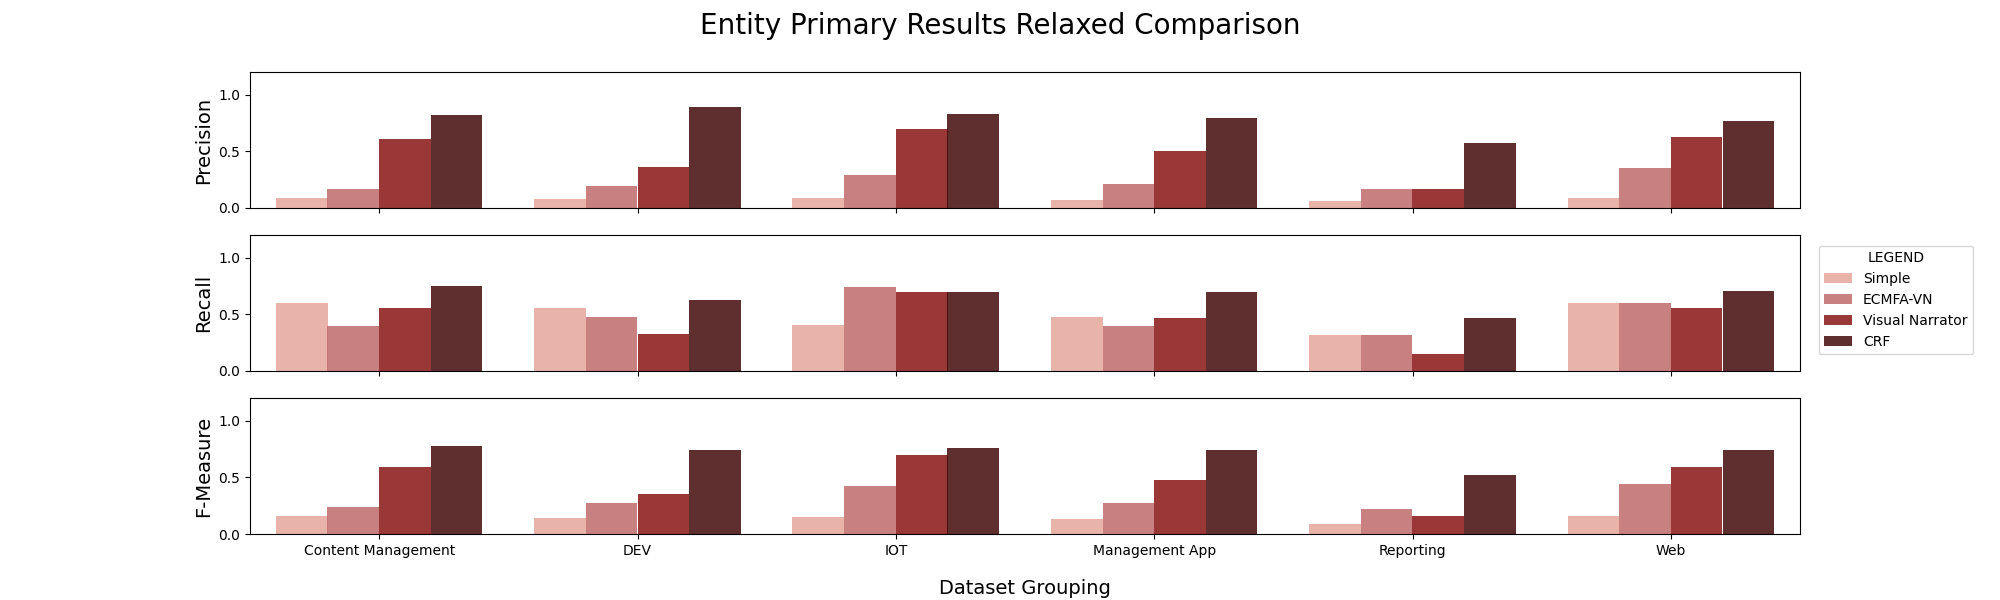 Entity Primary Results Relaxed Comparison
Precision
1.0
0.5
0.0
Recall
1.0
0.5
0.0
LEGEND
Simple
ECMFA-VN
Visual Narrator
CRF
F-Measure
1.0
0.5
0.0
Content Management DEV IOT Management App Reporting Web
Dataset Grouping